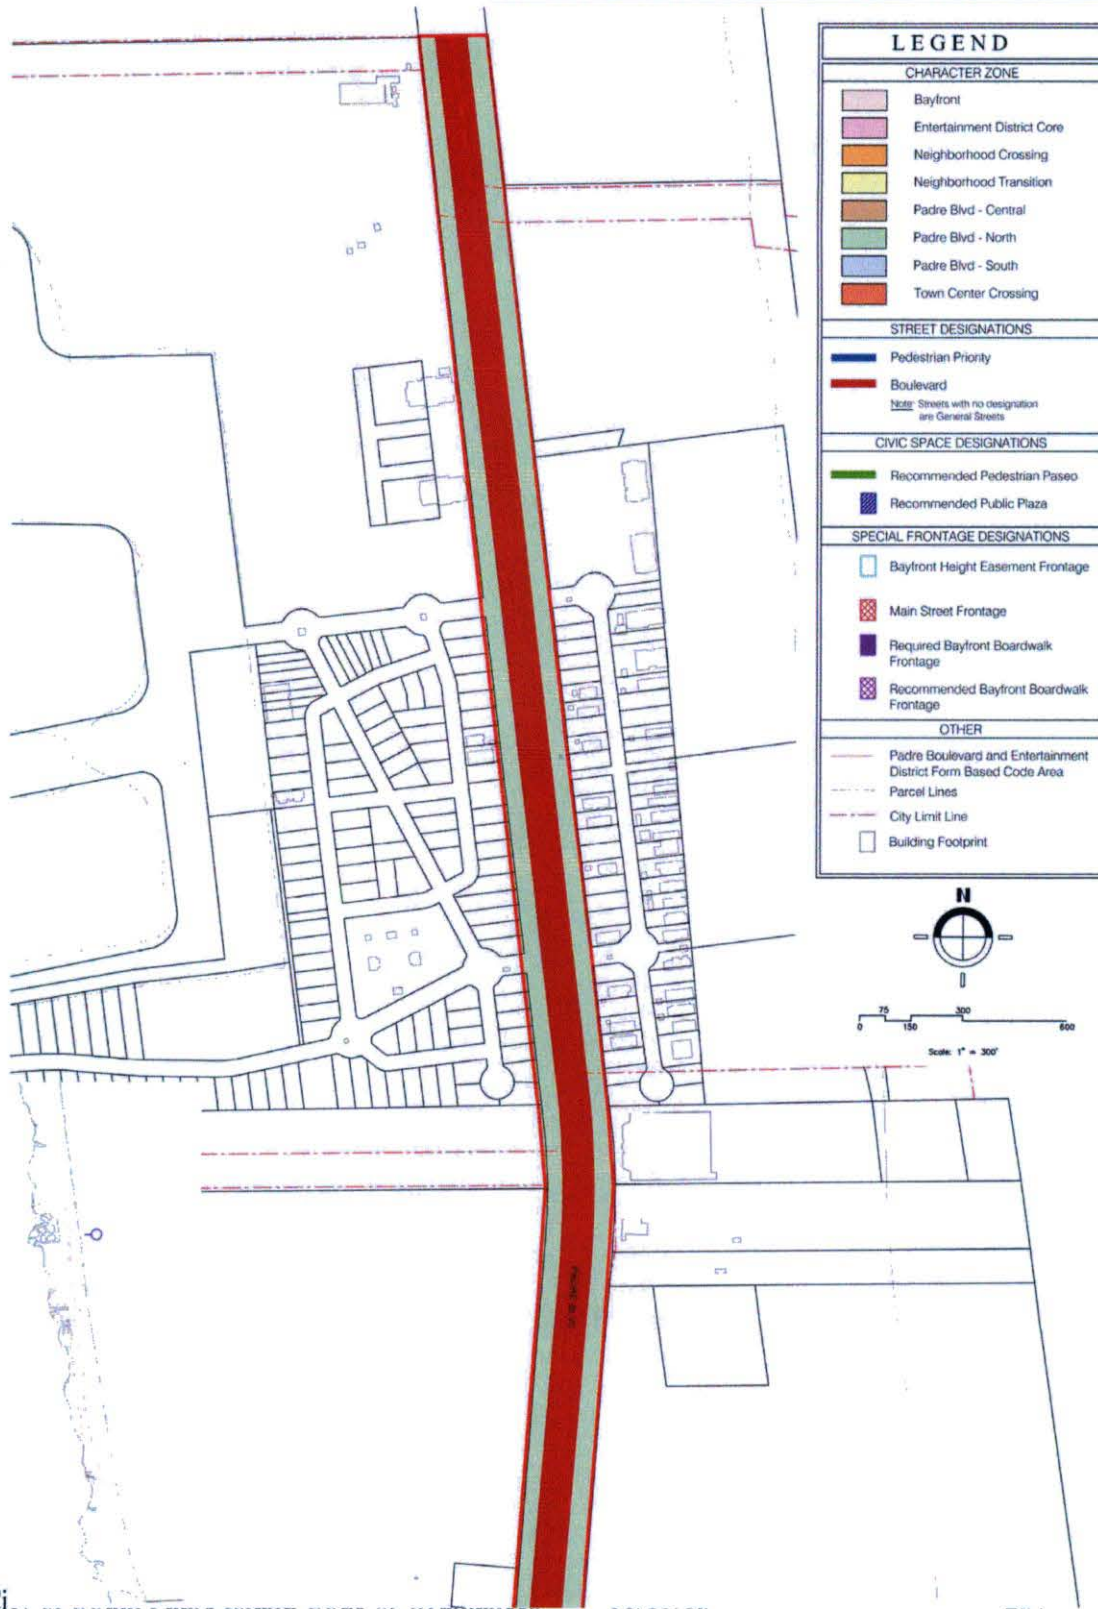 LEGEND
CHARACTER ZONE
Bayfront
Entertainment District Core
Neighborhood Crossing
Neighborhood Transition
Padre Blvd - Central
Padre Blvd - North
Padre Blvd - South
Town Center Crossing
STREET DESIGNATIONS
Pedestrian Priority
Boulevard
Note: Streets with no designation
are General Streets
CIVIC SPACE DESIGNATIONS
Recommended Pedestrian Paseo
Recommended Public Plaza
SPECIAL FRONTAGE DESIGNATIONS
Bayfront Height Easement Frontage
Main Street Frontage
Required Bayfront Boardwalk
Frontage
Recommended Bayfront Boardwalk
Frontage
OTHER
Padre Boulevard and Entertainment
District Form Based Code Area
Parcel Lines
City Limit Line
Building Footprint
N
75 300
0 150 600
Scale: 1" = 300'
PADRE BLVD